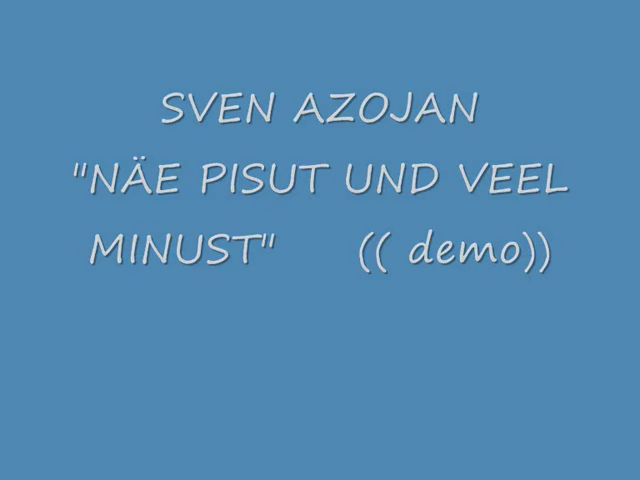 SVEN AZOJAN
"NÄE PISUT UND VEEL
MINUST" (( demo))